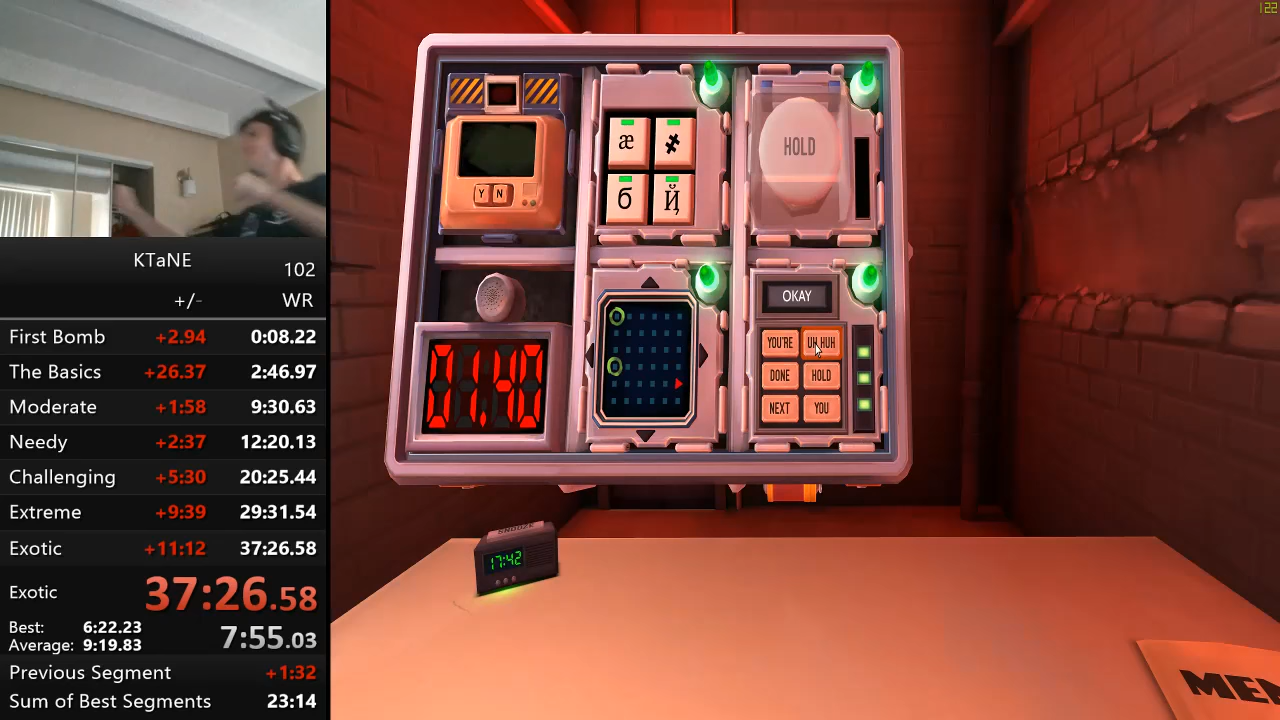 122
KTaNE
102
+/- WR
First Bomb +2.94 0:08.22
The Basics +26.37 2:46.97
Moderate +1:58 9:30.63
Needy +2:37 12:20.13
Challenging +5:30 20:25.44
Extreme +9:39 29:31.54
Exotic +11:12 37:26.58
Exotic 37:26.58
Best: 6:22.23
Average: 9:19.83 7:55.03
Previous Segment +1:32
Sum of Best Segments 23:14
Y N
æ
б
HOLD
OKAY
YOU'RE UH HUH
DONE HOLD
NEXT YOU
SNOOZE
17:42